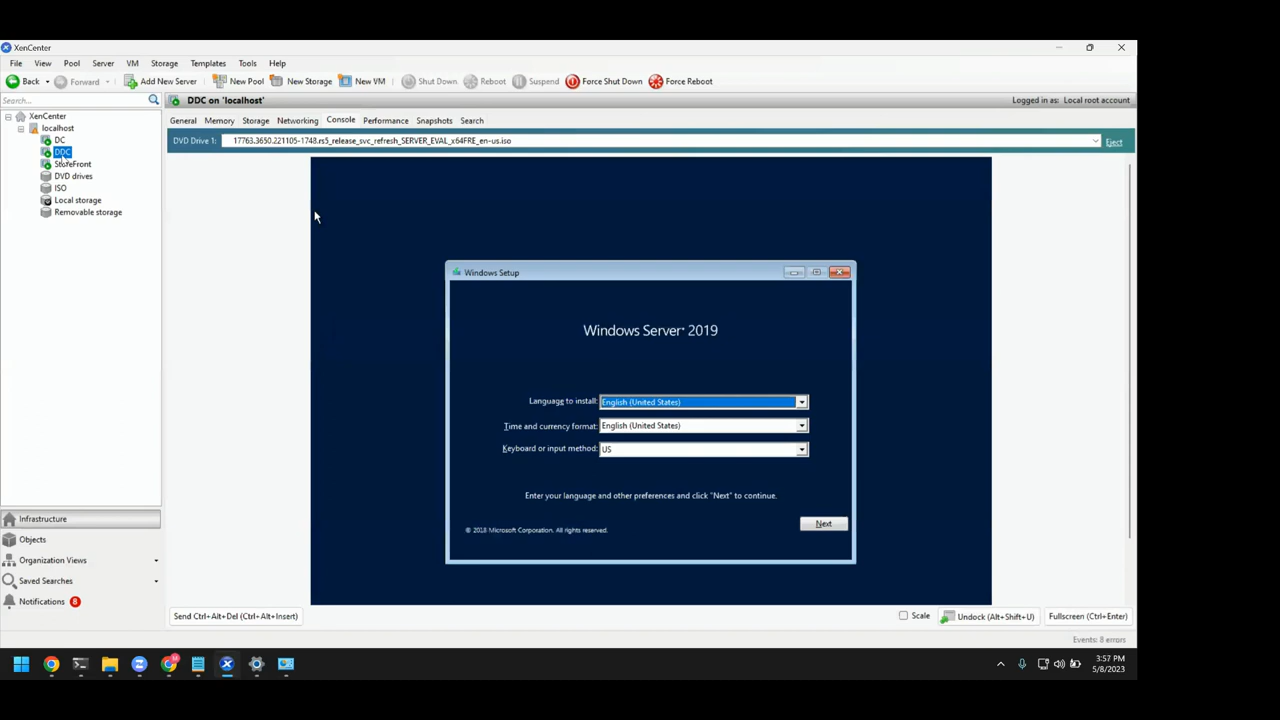 XenCenter
File View Pool Server VM Storage Templates Tools Help
Back Forward Add New Server New Pool New Storage New VM Shut Down Reboot Suspend Force Shut Down Force Reboot
Search...
DDC on 'localhost'
Logged in as: Local root account
XenCenter
localhost
DC
DDC
StoreFront
DVD drives
ISO
Local storage
Removable storage
General Memory Storage Networking Console Performance Snapshots Search
DVD Drive 1: 17763.3650.221105-1748.rs5_release_svc_refresh_SERVER_EVAL_x64FRE_en-us.iso Eject
Windows Setup
Windows Server 2019
Language to install: English (United States)
Time and currency format: English (United States)
Keyboard or input method: US
Enter your language and other preferences and click "Next" to continue.
© 2018 Microsoft Corporation. All rights reserved.
Next
Infrastructure
Objects
Organization Views
Saved Searches
Notifications 8
Send Ctrl+Alt+Del (Ctrl+Alt+Insert)
Scale Undock (Alt+Shift+U) Fullscreen (Ctrl+Enter)
Events: 8 errors
3:57 PM
5/8/2023